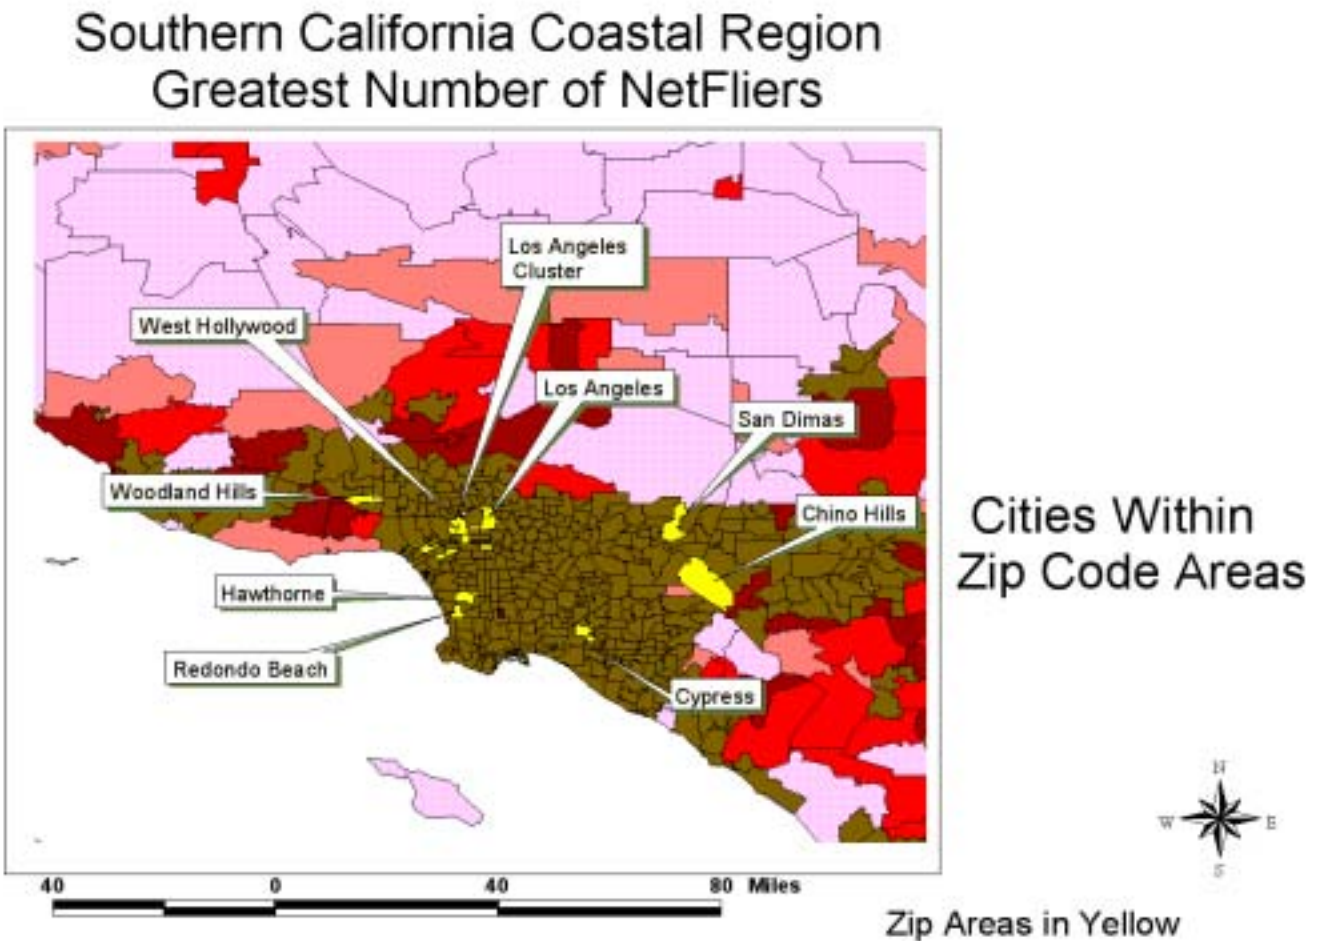 Southern California Coastal Region
Greatest Number of NetFliers
Los Angeles
Cluster
West Hollywood
Los Angeles
San Dimas
Woodland Hills
Chino Hills
Hawthorne
Redondo Beach
Cypress
Cities Within
Zip Code Areas
N
W E
S
40 0 40 80 Miles
Zip Areas in Yellow